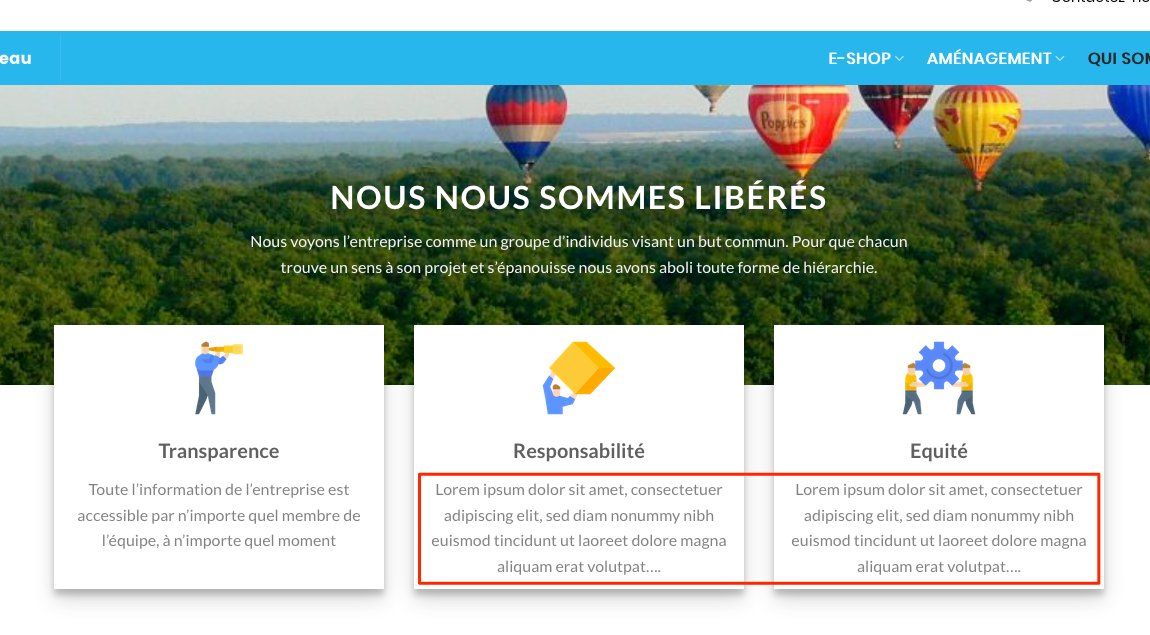 eau
E-SHOP
AMÉNAGEMENT
NOUS NOUS SOMMES LIBÉRÉS
Nous voyons l’entreprise comme un groupe d’individus visant un but commun. Pour que chacun
trouve un sens à son projet et s’épanouisse nous avons aboli toute forme de hiérarchie.
Transparence
Toute l’information de l’entreprise est
accessible par n’importe quel membre de
l’équipe, à n’importe quel moment
Responsabilité
Lorem ipsum dolor sit amet, consectetuer
adipiscing elit, sed diam nonummy nibh
euismod tincidunt ut laoreet dolore magna
aliquam erat volutpat….
Equité
Lorem ipsum dolor sit amet, consectetuer
adipiscing elit, sed diam nonummy nibh
euismod tincidunt ut laoreet dolore magna
aliquam erat volutpat….